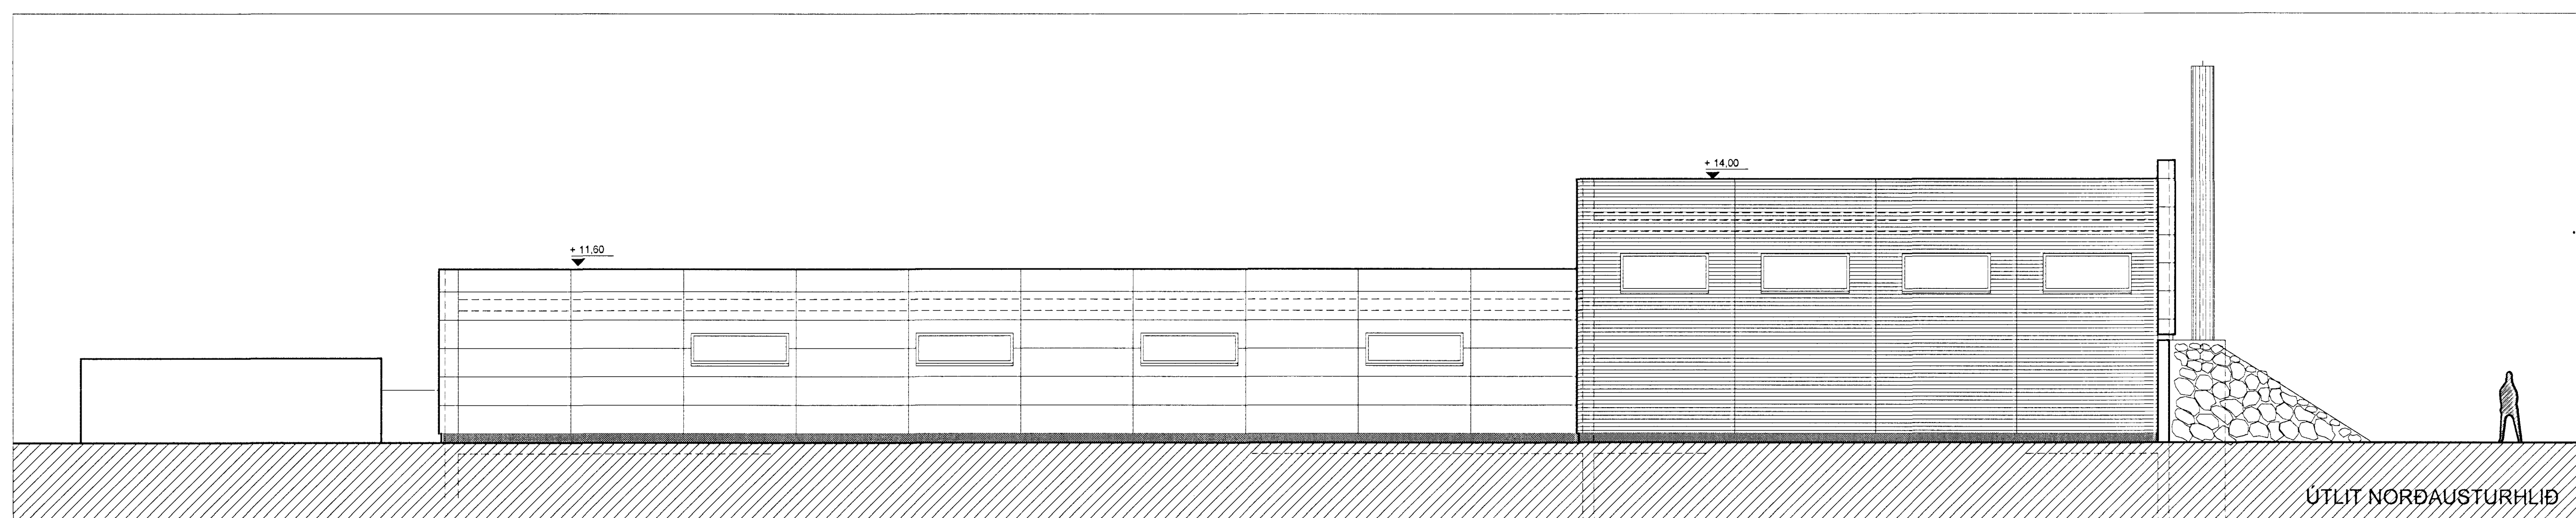 + 14,00
+ 11,60
ÚTLIT NORÐAUSTURHLIÐ